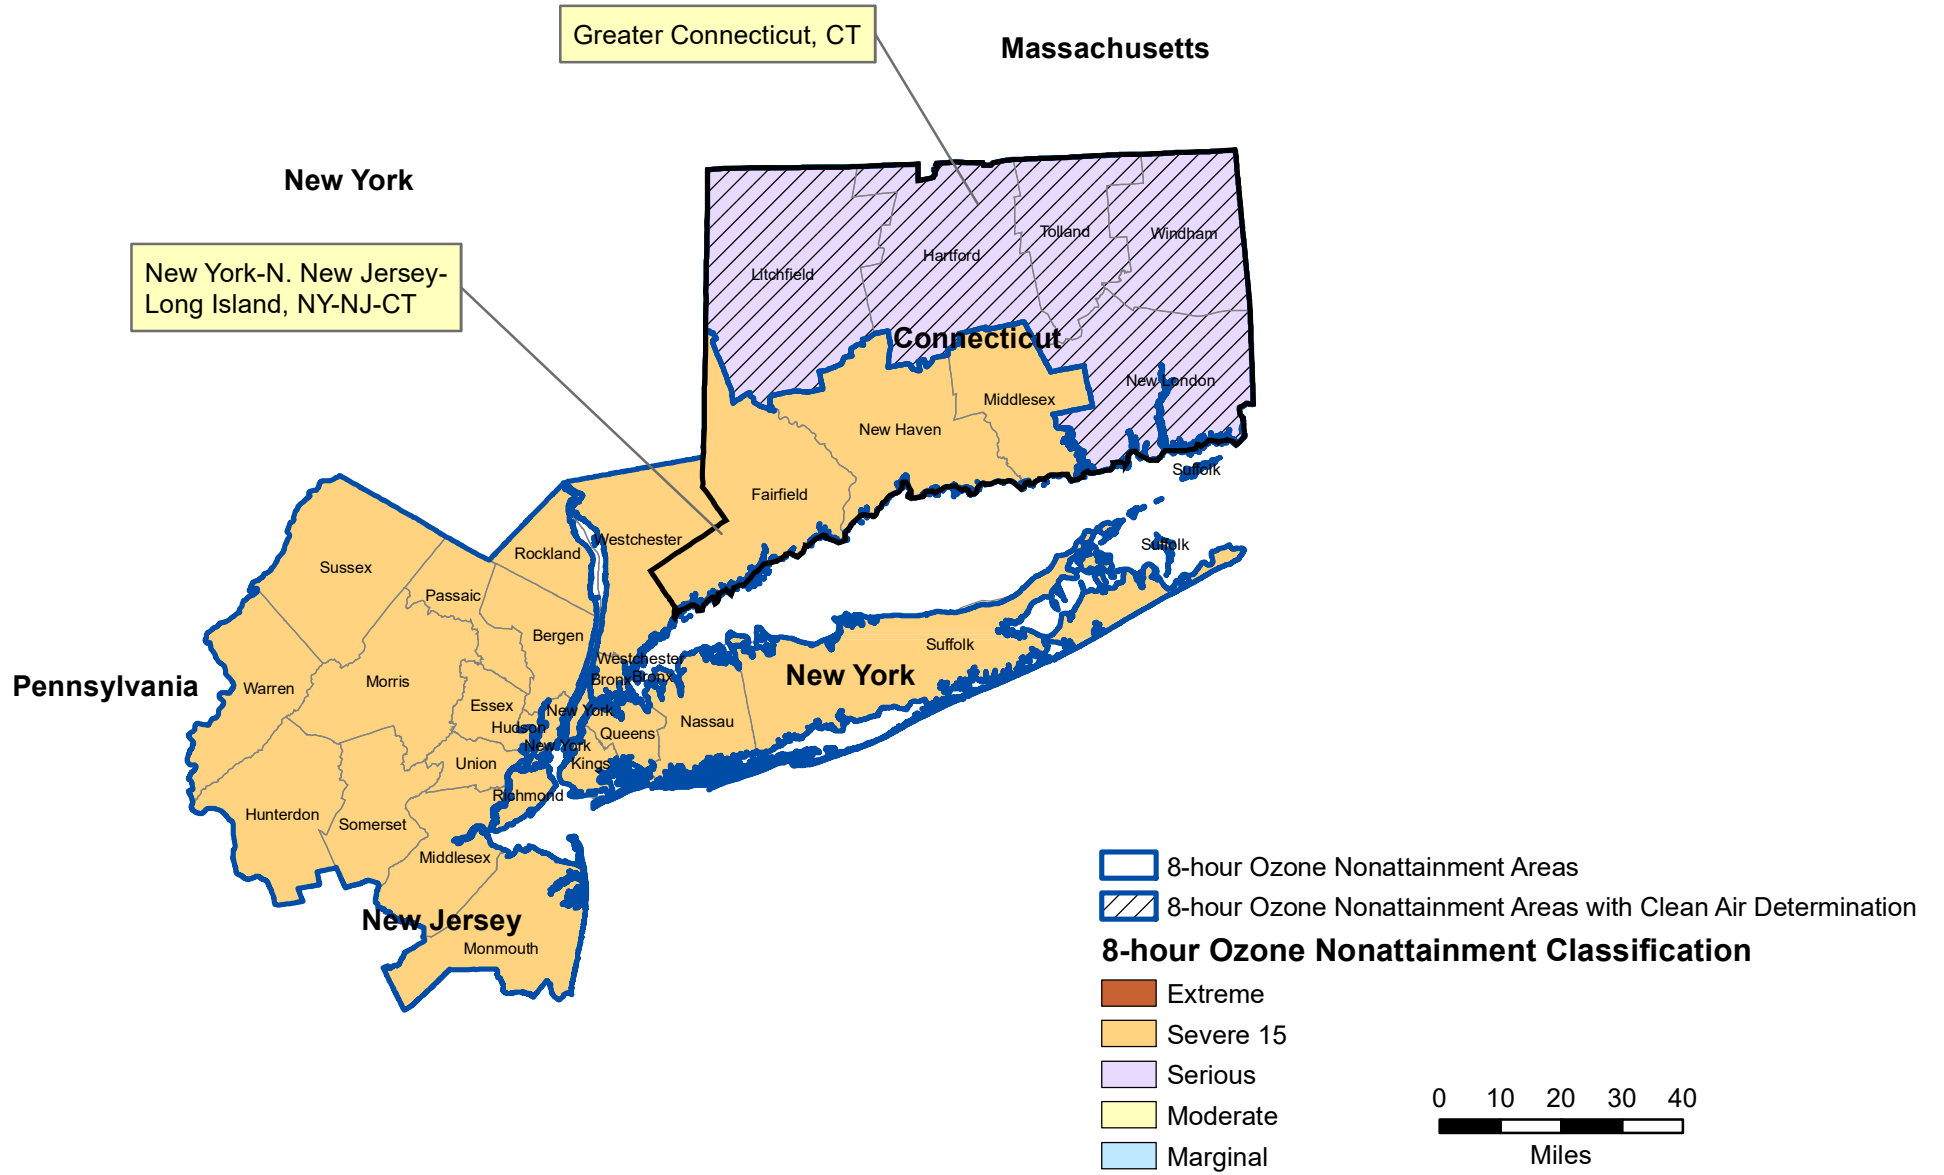 Greater Connecticut, CT
Massachusetts
New York
New York-N. New Jersey-
Long Island, NY-NJ-CT
Litchfield
Hartford
Tolland
Windham
Connecticut
New London
Middlesex
New Haven
Fairfield
Suffolk
Suffolk
Westchester
Rockland
Sussex
Passaic
Bergen
Suffolk
Westchester
Bronx
Bronx
New York
Pennsylvania
Warren
Morris
Essex
New York
Hudson
Nassau
Queens
New York
Kings
Union
Richmond
Hunterdon
Somerset
Middlesex
New Jersey
Monmouth
8-hour Ozone Nonattainment Areas
8-hour Ozone Nonattainment Areas with Clean Air Determination
8-hour Ozone Nonattainment Classification
Extreme
Severe 15
Serious
Moderate
Marginal
0 10 20 30 40
Miles